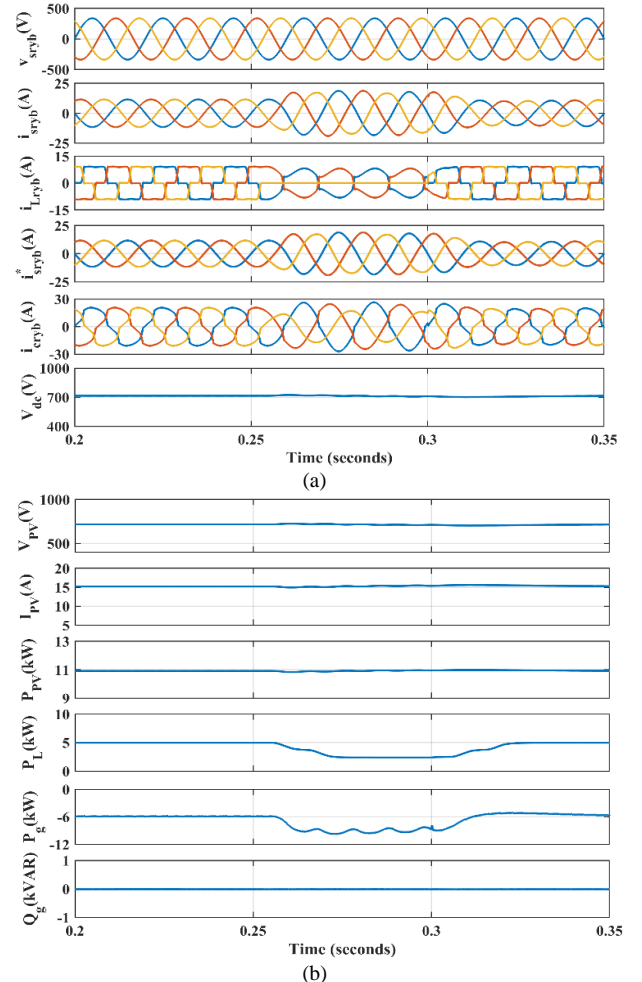 500
0
-500
v_sryb(V)
25
0
-25
i_sryb(A)
15
0
-15
i_Lryb(A)
25
0
-25
i*_sryb(A)
30
0
-30
i_cryb(A)
1000
700
400
V_dc(V)
0.2 0.25 0.3 0.35
Time (seconds)
(a)
1000
500
V_PV(V)
20
15
10
5
I_PV(A)
13
11
9
P_PV(kW)
10
5
0
P_L(kW)
0
-6
-12
P_g(kW)
1
0
-1
Q_g(kVAR)
0.2 0.25 0.3 0.35
Time (seconds)
(b)